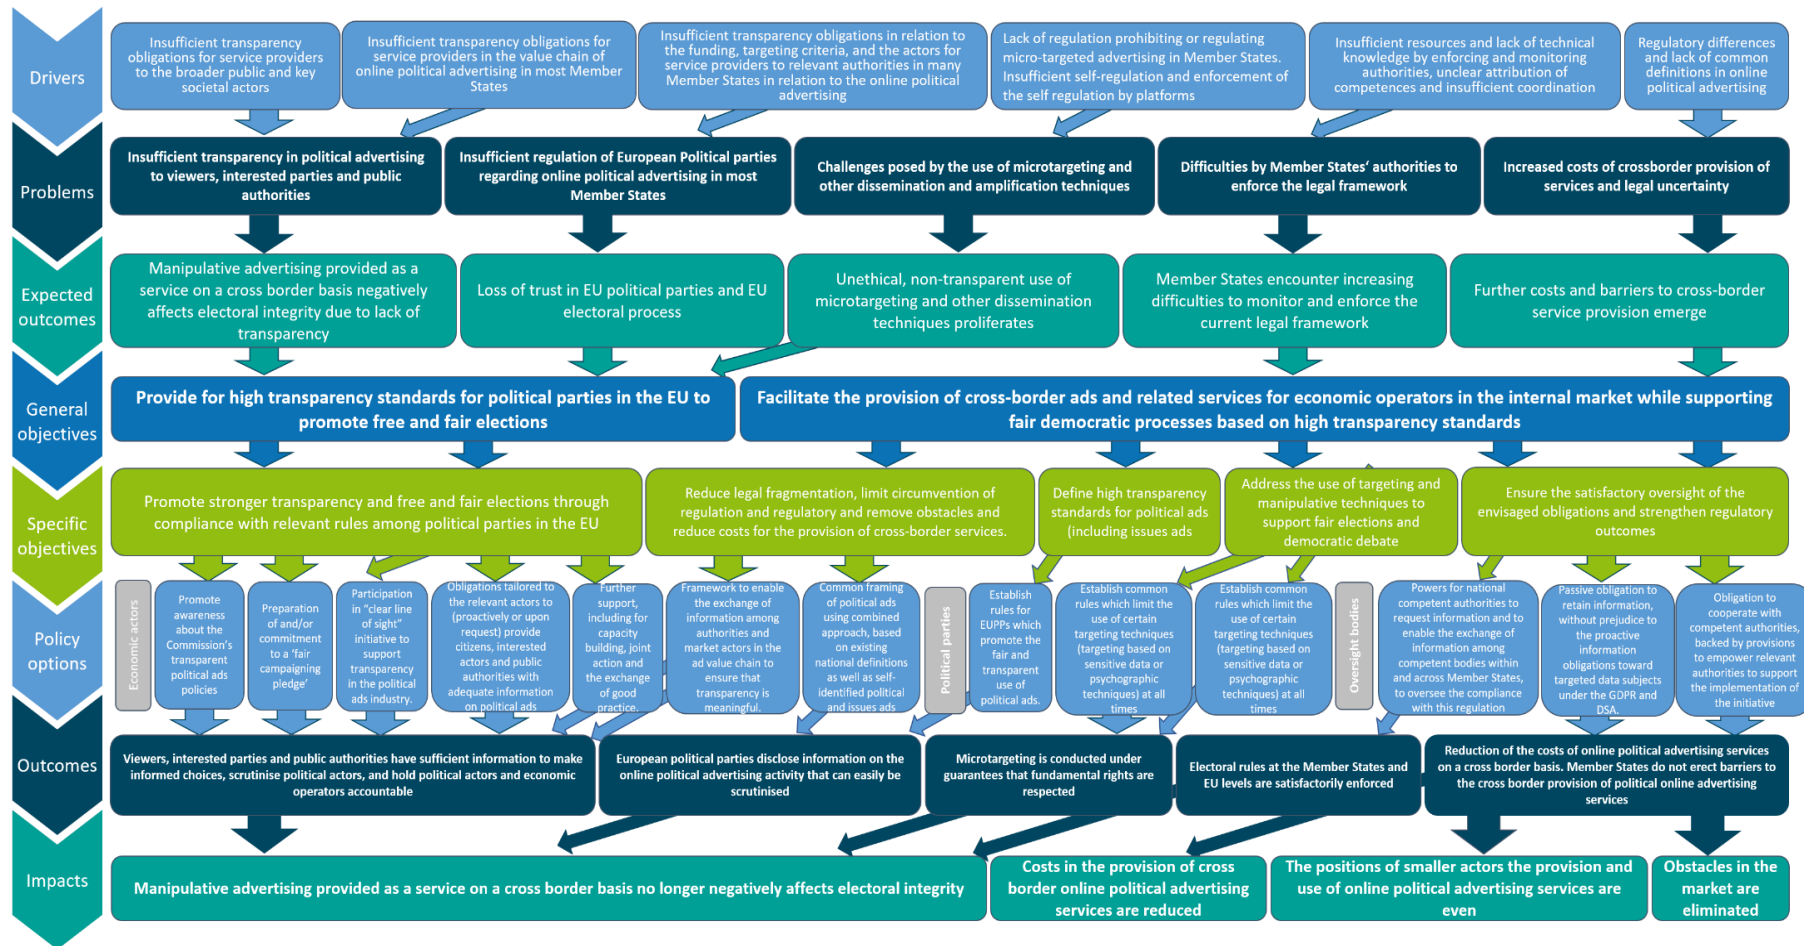 Drivers
Insufficient transparency
obligations for service providers
to the broader public and key
societal actors
Insufficient transparency obligations for
service providers in the value chain of
online political advertising in most Member
States
Insufficient transparency obligations in relation to
the funding, targeting criteria, and the actors for
service providers to relevant authorities in many
Member States in relation to the online political
advertising
Lack of regulation prohibiting or regulating
micro-targeted advertising in Member States.
Insufficient self-regulation and enforcement of
the self regulation by platforms
Insufficient resources and lack of technical
knowledge by enforcing and monitoring
authorities, unclear attribution of
competences and insufficient coordination
Regulatory differences
and lack of common
definitions in online
political advertising
Problems
Insufficient transparency in political advertising
to viewers, interested parties and public
authorities
Insufficient regulation of European Political parties
regarding online political advertising in most
Member States
Challenges posed by the use of microtargeting and
other dissemination and amplification techniques
Difficulties by Member States‘ authorities to
enforce the legal framework
Increased costs of crossborder provision of
services and legal uncertainty
Expected
outcomes
Manipulative advertising provided as a
service on a cross border basis negatively
affects electoral integrity due to lack of
transparency
Loss of trust in EU political parties and EU
electoral process
Unethical, non-transparent use of
microtargeting and other dissemination
techniques proliferates
Member States encounter increasing
difficulties to monitor and enforce the
current legal framework
Further costs and barriers to cross-border
service provision emerge
General
objectives
Provide for high transparency standards for political parties in the EU to
promote free and fair elections
Facilitate the provision of cross-border ads and related services for economic operators in the internal market while supporting
fair democratic processes based on high transparency standards
Specific
objectives
Promote stronger transparency and free and fair elections through
compliance with relevant rules among political parties in the EU
Reduce legal fragmentation, limit circumvention of
regulation and regulatory and remove obstacles and
reduce costs for the provision of cross-border services.
Define high transparency
standards for political ads
(including issues ads
Address the use of targeting and
manipulative techniques to
support fair elections and
democratic debate
Ensure the satisfactory oversight of the
envisaged obligations and strengthen regulatory
outcomes
Policy
options
Economic actors
Promote
awareness
about the
Commission’s
transparent
political ads
policies
Preparation
of and/or
commitment
to a ‘fair
campaigning
pledge’
Participation
in “clear line
of sight”
initiative to
support
transparency
in the political
ads industry.
Obligations tailored to
the relevant actors to
(proactively or upon
request) provide
citizens, interested
actors and public
authorities with
adequate information
on political ads
Further
support,
including for
capacity
building, joint
action and
the exchange
of good
practice.
Framework to enable
the exchange of
information among
authorities and
market actors in the
ad value chain to
ensure that
transparency is
meaningful.
Common framing
of political ads
using combined
approach, based
on existing
national definitions
as well as self-
identified political
and issues ads
Political parties
Establish
rules for
EUPPs which
promote the
fair and
transparent
use of
political ads.
Establish common
rules which limit the
use of certain
targeting techniques
(targeting based on
sensitive data or
psychographic
techniques) at all
times
Establish common
rules which limit the
use of certain
targeting techniques
(targeting based on
sensitive data or
psychographic
techniques) at all
times
Oversight bodies
Powers for national
competent authorities to
request information and to
enable the exchange of
information among
competent bodies within
and across Member States,
to oversee the compliance
with this regulation
Passive obligation to
retain information,
without prejudice to
the proactive
information
obligations toward
targeted data subjects
under the GDPR and
DSA.
Obligation to
cooperate with
competent authorities,
backed by provisions
to empower relevant
authorities to support
the implementation of
the initiative
Outcomes
Viewers, interested parties and public authorities have sufficient information to make
informed choices, scrutinise political actors, and hold political actors and economic
operators accountable
European political parties disclose information on the
online political advertising activity that can easily be
scrutinised
Microtargeting is conducted under
guarantees that fundamental rights are
respected
Electoral rules at the Member States and
EU levels are satisfactorily enforced
Reduction of the costs of online political advertising services
on a cross border basis. Member States do not erect barriers to
the cross border provision of political online advertising
services
Impacts
Manipulative advertising provided as a service on a cross border basis no longer negatively affects electoral integrity
Costs in the provision of cross
border online political advertising
services are reduced
The positions of smaller actors the provision and
use of online political advertising services are
even
Obstacles in the
market are
eliminated